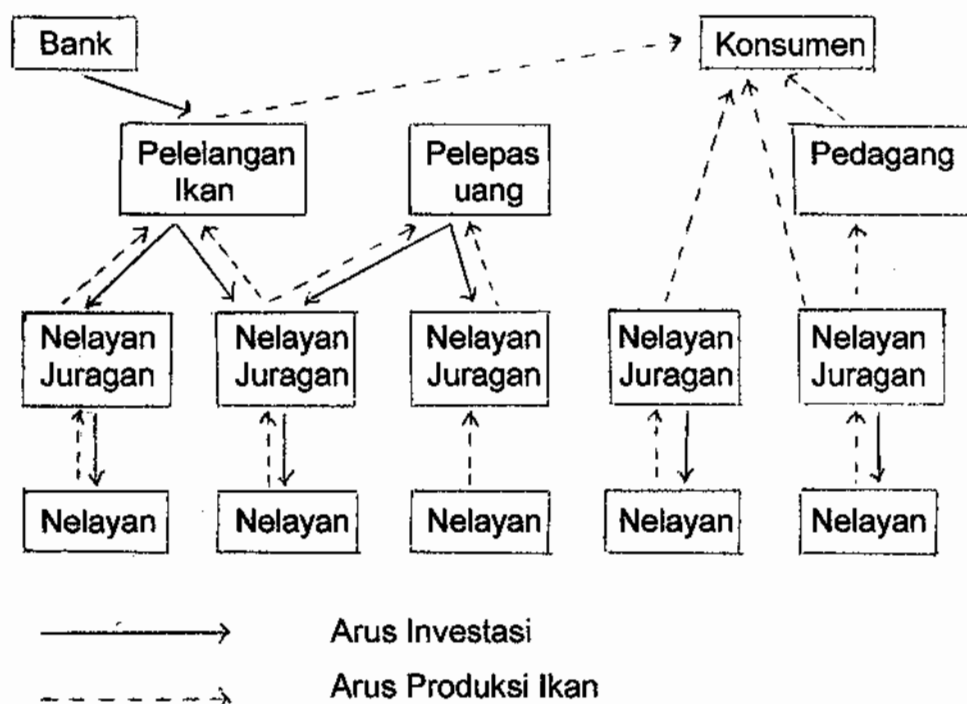 Bank
Konsumen
Pelelangan
Ikan
Pelepas
uang
Pedagang
Nelayan
Juragan
Nelayan
Juragan
Nelayan
Juragan
Nelayan
Juragan
Nelayan
Juragan
Nelayan
Nelayan
Nelayan
Nelayan
Nelayan
Arus Investasi
Arus Produksi Ikan